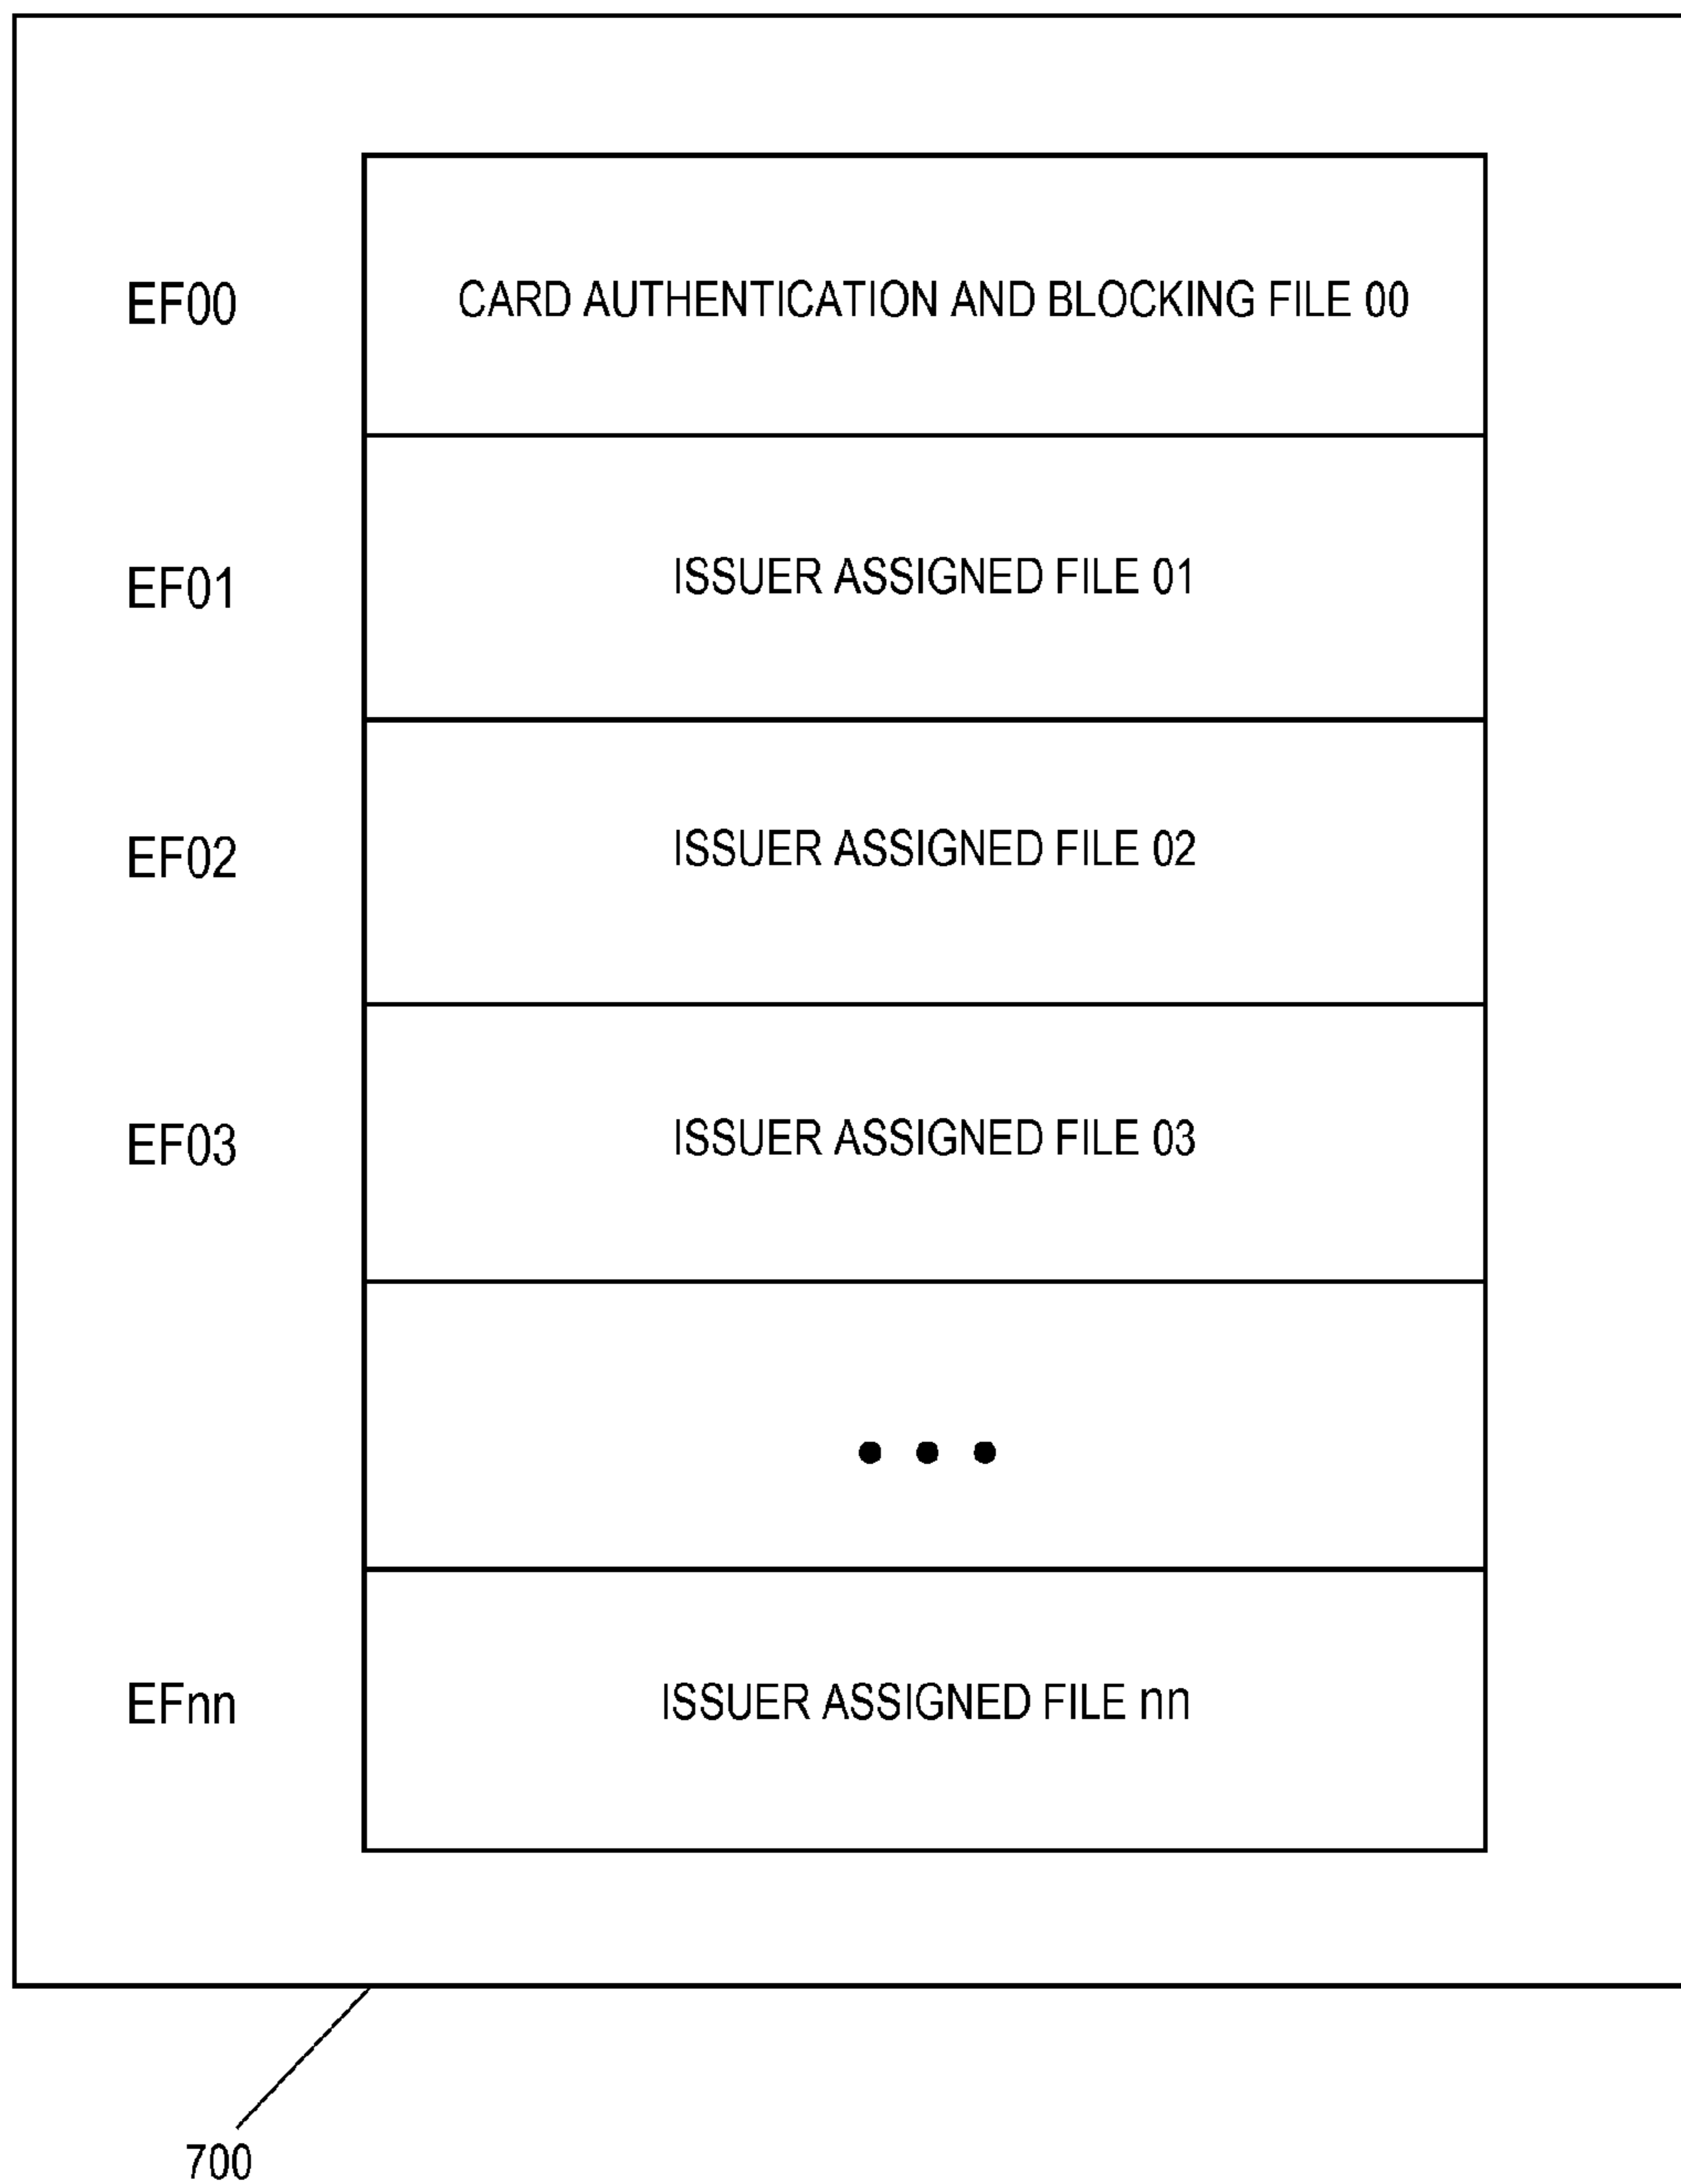 EF00 CARD AUTHENTICATION AND BLOCKING FILE 00
EF01 ISSUER ASSIGNED FILE 01
EF02 ISSUER ASSIGNED FILE 02
EF03 ISSUER ASSIGNED FILE 03
• • •
EFnn ISSUER ASSIGNED FILE nn
700